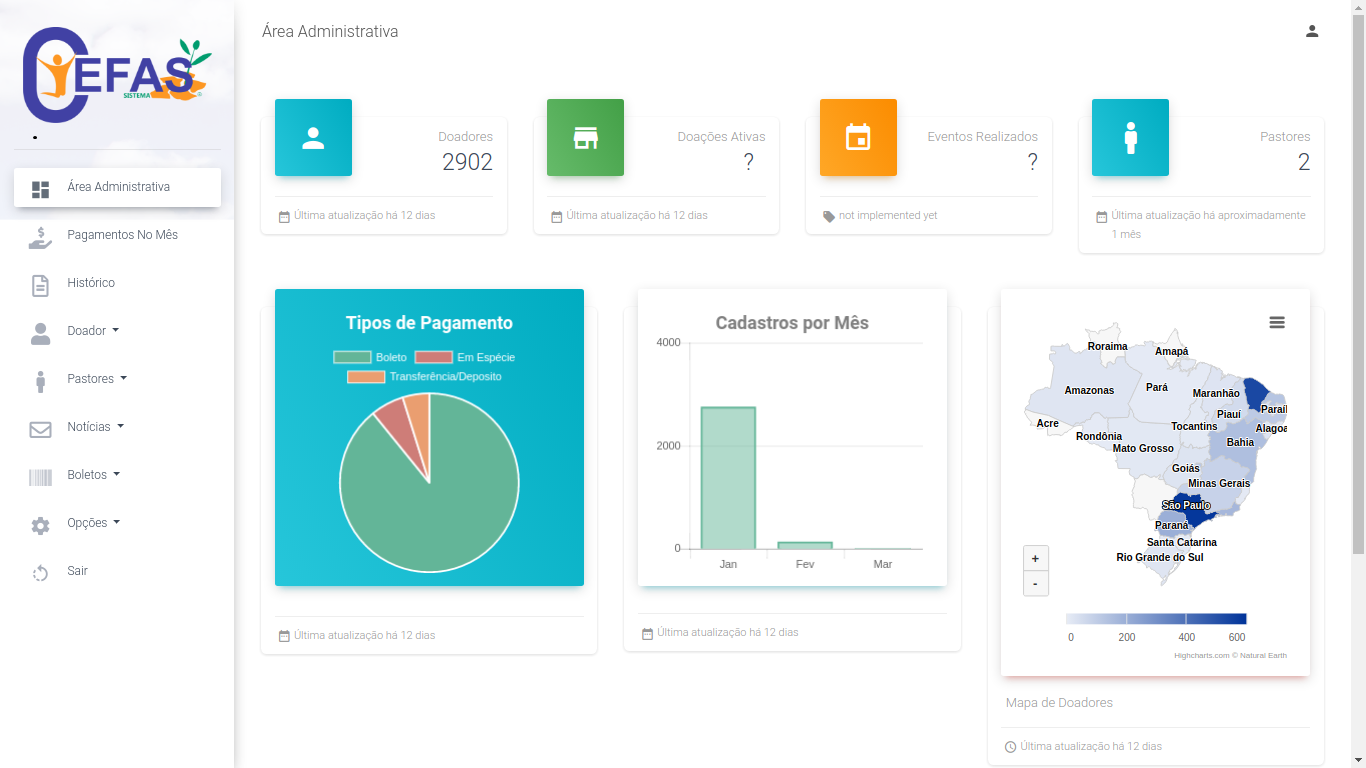 CEFAS
SISTEMA
Área Administrativa
Pagamentos No Mês
Histórico
Doador
Pastores
Notícias
Boletos
Opções
Sair
Área Administrativa
Doadores
2902
Última atualização há 12 dias
Doações Ativas
?
Última atualização há 12 dias
Eventos Realizados
?
not implemented yet
Pastores
2
Última atualização há aproximadamente
1 mês
Tipos de Pagamento
Boleto Em Espécie
Transferência/Deposito
Última atualização há 12 dias
Cadastros por Mês
4000
2000
0
Jan Fev Mar
Última atualização há 12 dias
Roraima
Amapá
Amazonas
Pará
Maranhão
Piauí
Paraí
Acre
Tocantins
Alagoa
Rondônia
Bahia
Mato Grosso
Goiás
Minas Gerais
São Paulo
Paraná
Santa Catarina
Rio Grande do Sul
+
-
0 200 400 600
Highcharts.com © Natural Earth
Mapa de Doadores
Última atualização há 12 dias